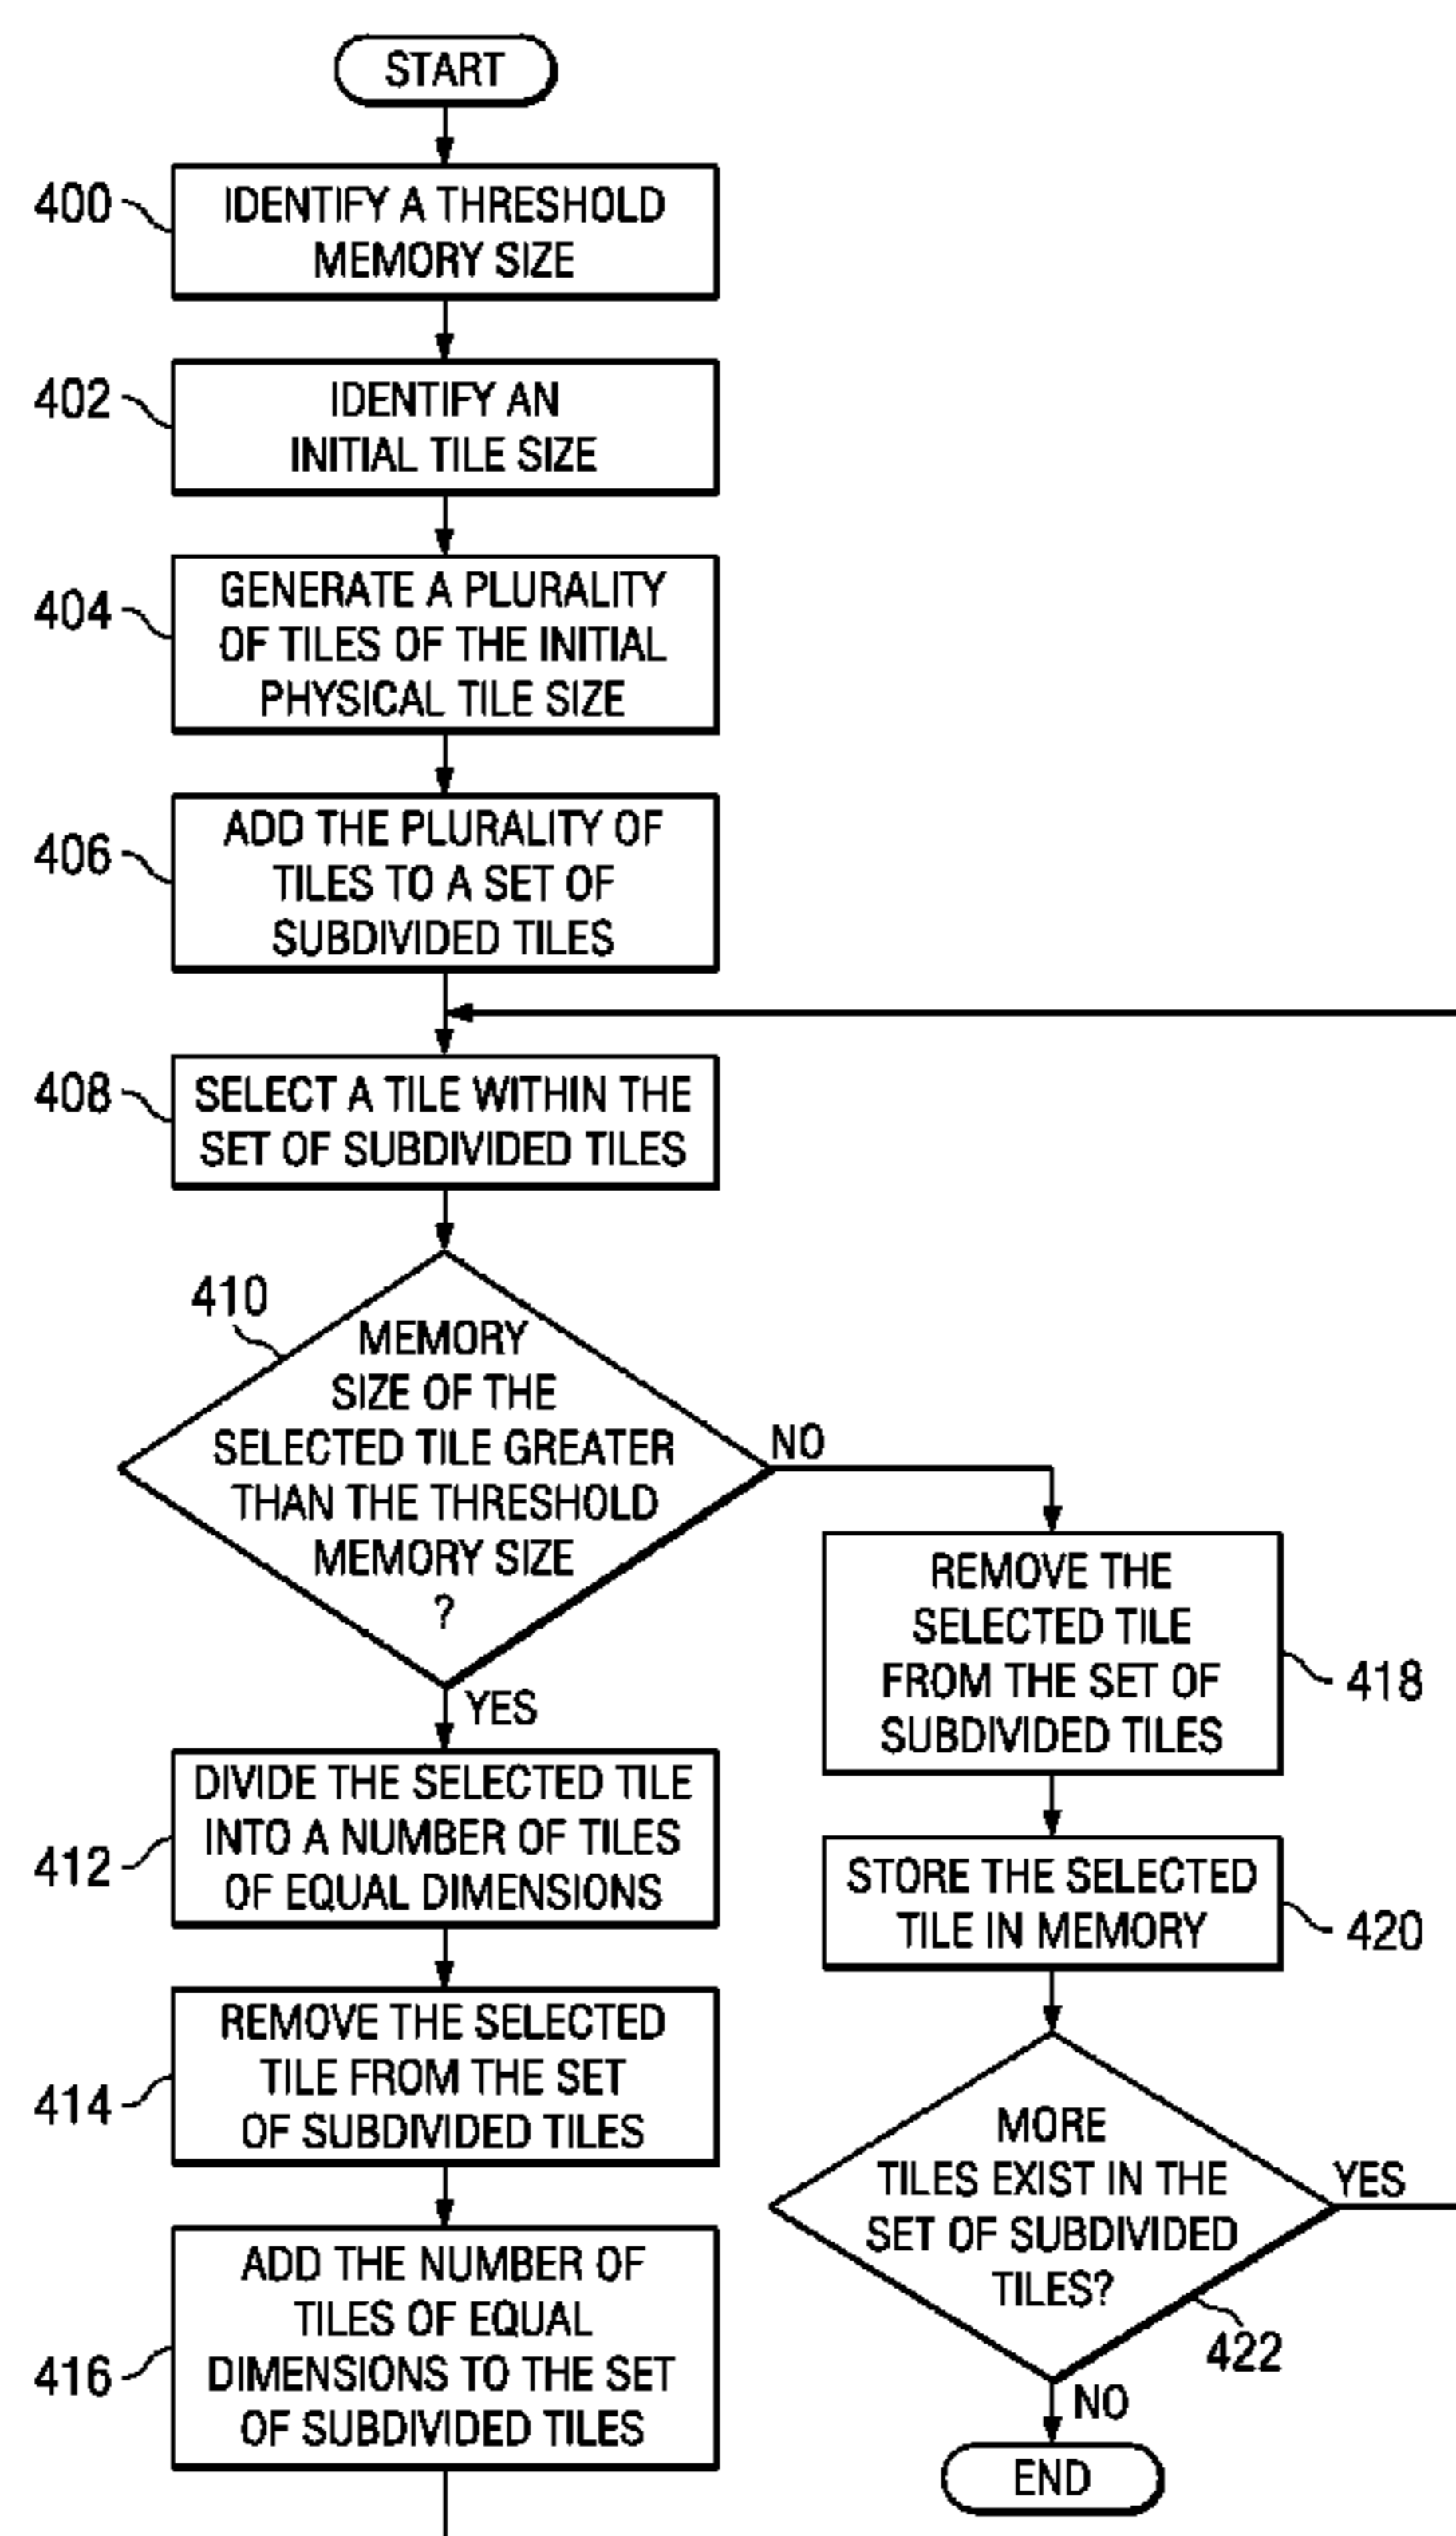 START
400
IDENTIFY A THRESHOLD
MEMORY SIZE
402
IDENTIFY AN
INITIAL TILE SIZE
404
GENERATE A PLURALITY
OF TILES OF THE INITIAL
PHYSICAL TILE SIZE
406
ADD THE PLURALITY OF
TILES TO A SET OF
SUBDIVIDED TILES
408
SELECT A TILE WITHIN THE
SET OF SUBDIVIDED TILES
410
MEMORY
SIZE OF THE
SELECTED TILE GREATER
THAN THE THRESHOLD
MEMORY SIZE
?
NO
YES
412
DIVIDE THE SELECTED TILE
INTO A NUMBER OF TILES
OF EQUAL DIMENSIONS
414
REMOVE THE SELECTED
TILE FROM THE SET
OF SUBDIVIDED TILES
416
ADD THE NUMBER OF
TILES OF EQUAL
DIMENSIONS TO THE SET
OF SUBDIVIDED TILES
REMOVE THE
SELECTED TILE
FROM THE SET OF
SUBDIVIDED TILES
418
STORE THE SELECTED
TILE IN MEMORY
420
MORE
TILES EXIST IN THE
SET OF SUBDIVIDED
TILES?
YES
422
NO
END